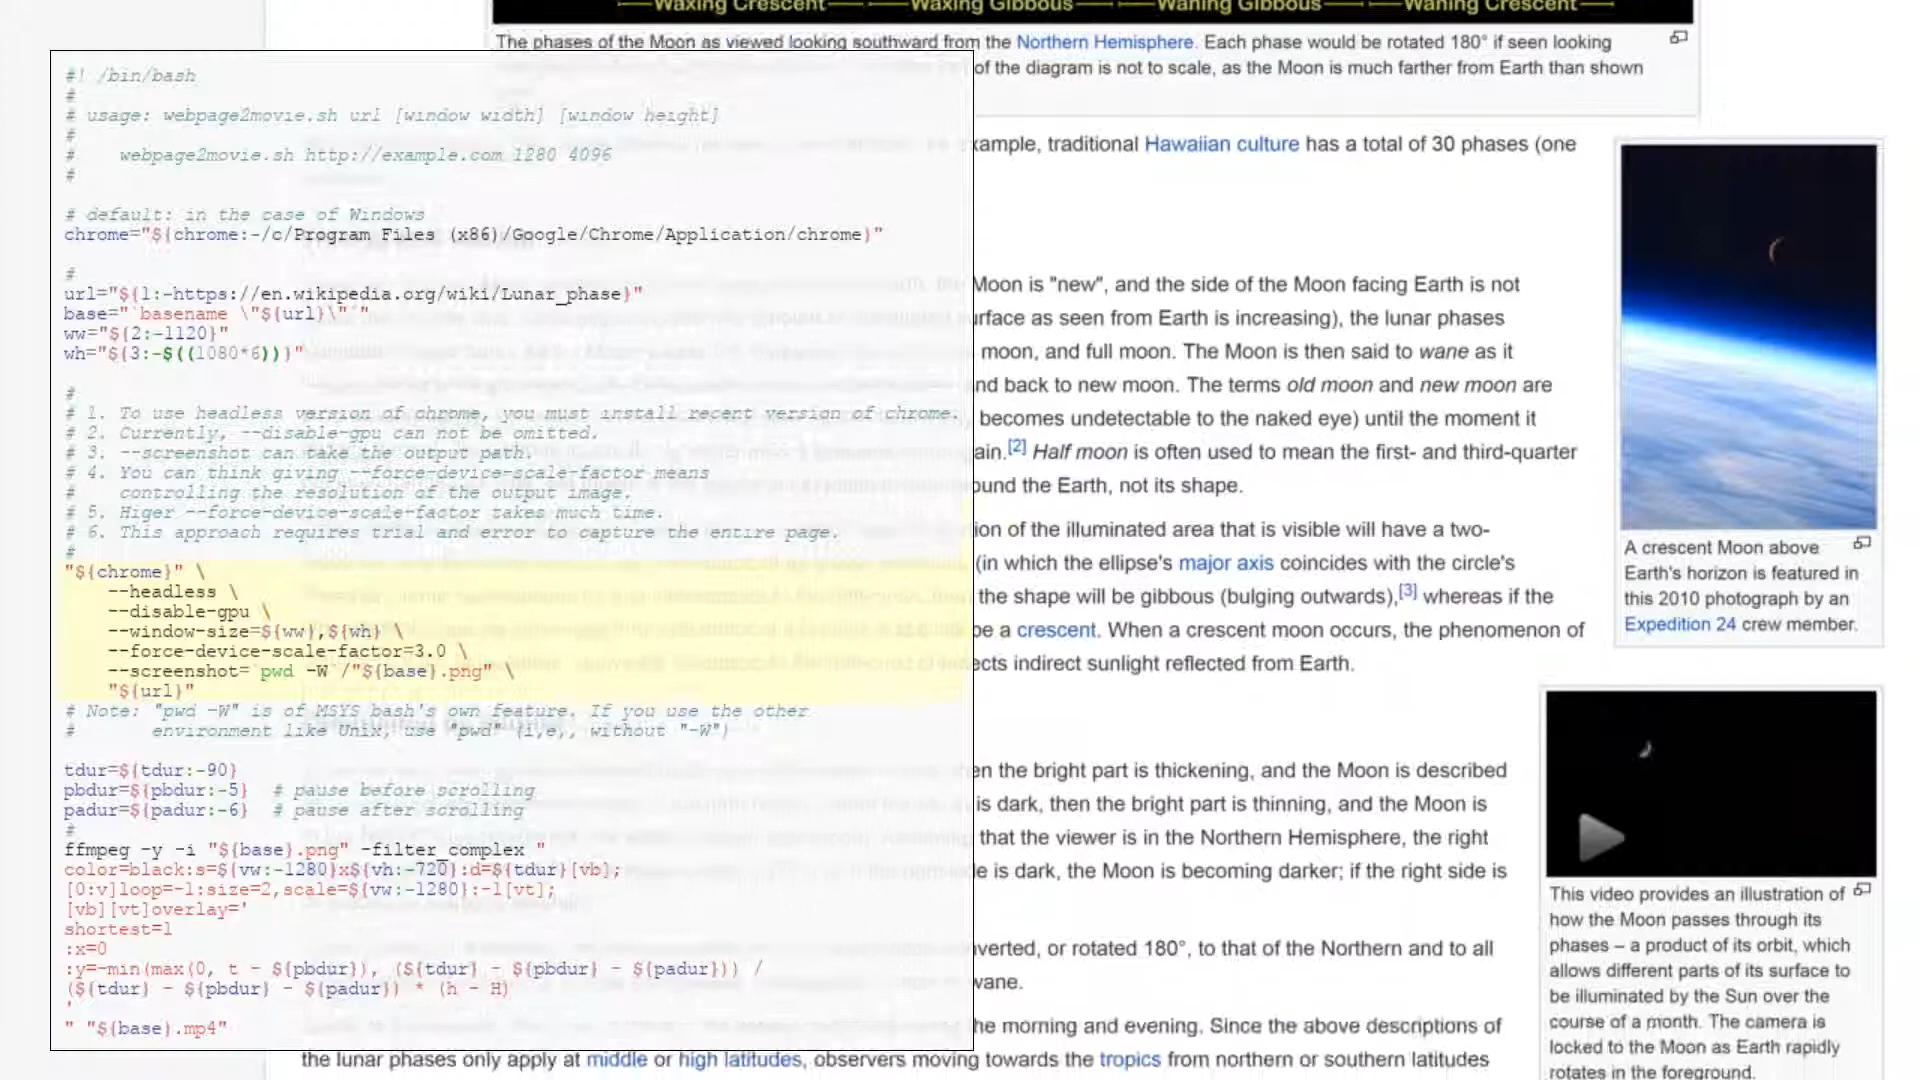 Waxing Crescent Waxing Gibbous Waning Gibbous Waning Crescent
The phases of the Moon as viewed looking southward from the Northern Hemisphere. Each phase would be rotated 180° if seen looking
of the diagram is not to scale, as the Moon is much farther from Earth than shown
#! /bin/bash
#
# usage: webpage2movie.sh url [window width] [window height]
#
#    webpage2movie.sh http://example.com 1280 4096
#
# default: in the case of Windows
chrome="${chrome:-/c/Program Files (x86)/Google/Chrome/Application/chrome}"
#
url="${1:-https://en.wikipedia.org/wiki/Lunar_phase}"
base="`basename \"${url}\"`"
ww="${2:-1120}"
wh="${3:-$((1080*6))}"
#
# 1. To use headless version of chrome, you must install recent version of chrome.
# 2. Currently, --disable-gpu can not be omitted.
# 3. --screenshot can take the output path.
# 4. You can think giving --force-device-scale-factor means
#    controlling the resolution of the output image.
# 5. Higer --force-device-scale-factor takes much time.
# 6. This approach requires trial and error to capture the entire page.
#
"${chrome}" \
    --headless \
    --disable-gpu \
    --window-size=${ww},${wh} \
    --force-device-scale-factor=3.0 \
    --screenshot=`pwd -W`/"${base}.png" \
    "${url}"
# Note: "pwd -W" is of MSYS bash's own feature. If you use the other
#       environment like Unix, use "pwd" (i,e,, without "-W")
tdur=${tdur:-90}
pbdur=${pbdur:-5}  # pause before scrolling
padur=${padur:-6}  # pause after scrolling
#
ffmpeg -y -i "${base}.png" -filter_complex "
color=black:s=${vw:-1280}x${vh:-720}:d=${tdur}[vb];
[0:v]loop=-1:size=2,scale=${vw:-1280}:-1[vt];
[vb][vt]overlay='
shortest=1
:x=0
:y=-min(max(0, t - ${pbdur}), (${tdur} - ${pbdur} - ${padur})) /
(${tdur} - ${pbdur} - ${padur}) * (h - H)
'
" "${base}.mp4"
example, traditional Hawaiian culture has a total of 30 phases (one
Moon is "new", and the side of the Moon facing Earth is not
rface as seen from Earth is increasing), the lunar phases
moon, and full moon. The Moon is then said to wane as it
nd back to new moon. The terms old moon and new moon are
becomes undetectable to the naked eye) until the moment it
ain.[2] Half moon is often used to mean the first- and third-quarter
ound the Earth, not its shape.
ion of the illuminated area that is visible will have a two-
(in which the ellipse's major axis coincides with the circle's
the shape will be gibbous (bulging outwards),[3] whereas if the
be a crescent. When a crescent moon occurs, the phenomenon of
ects indirect sunlight reflected from Earth.
en the bright part is thickening, and the Moon is described
is dark, then the bright part is thinning, and the Moon is
that the viewer is in the Northern Hemisphere, the right
e is dark, the Moon is becoming darker; if the right side is
nverted, or rotated 180°, to that of the Northern and to all
wane.
he morning and evening. Since the above descriptions of
the lunar phases only apply at middle or high latitudes, observers moving towards the tropics from northern or southern latitudes
A crescent Moon above
Earth's horizon is featured in
this 2010 photograph by an
Expedition 24 crew member.
This video provides an illustration of
how the Moon passes through its
phases – a product of its orbit, which
allows different parts of its surface to
be illuminated by the Sun over the
course of a month. The camera is
locked to the Moon as Earth rapidly
rotates in the foreground.